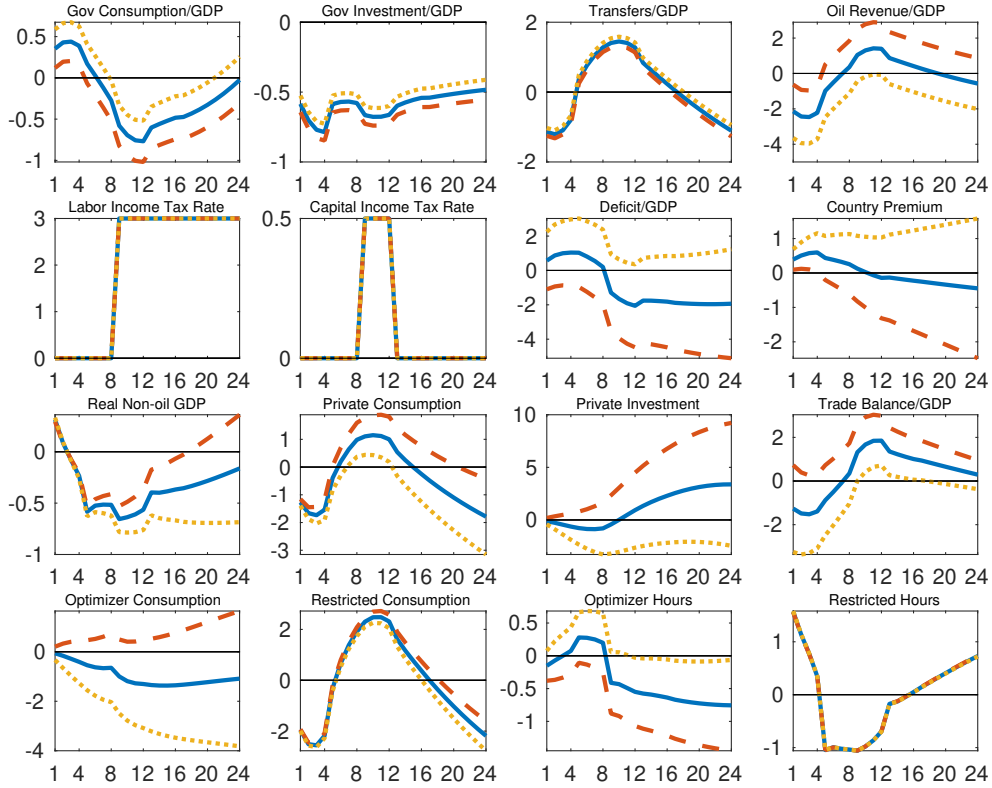 Gov Consumption/GDP Gov Investment/GDP Transfers/GDP Oil Revenue/GDP
0.5 0 -0.5 -1
0 -0.5 -1
2 0 -2
2 0 -2 -4
1 4 8 12 16 20 24 1 4 8 12 16 20 24 1 4 8 12 16 20 24 1 4 8 12 16 20 24
Labor Income Tax Rate Capital Income Tax Rate Deficit/GDP Country Premium
3 2 1 0
0.5 0
2 0 -2 -4
1 0 -1 -2
1 4 8 12 16 20 24 1 4 8 12 16 20 24 1 4 8 12 16 20 24 1 4 8 12 16 20 24
Real Non-oil GDP Private Consumption Private Investment Trade Balance/GDP
0 -0.5 -1
1 0 -1 -2 -3
10 5 0
2 0 -2
1 4 8 12 16 20 24 1 4 8 12 16 20 24 1 4 8 12 16 20 24 1 4 8 12 16 20 24
Optimizer Consumption Restricted Consumption Optimizer Hours Restricted Hours
0 -2 -4
2 0 -2
0.5 0 -0.5 -1
1 0 -1
1 4 8 12 16 20 24 1 4 8 12 16 20 24 1 4 8 12 16 20 24 1 4 8 12 16 20 24